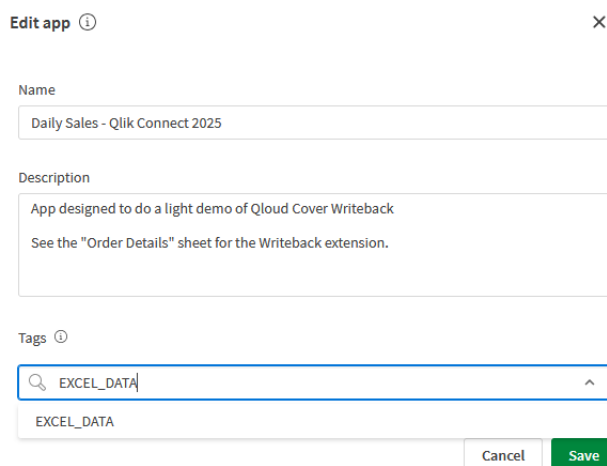 Edit app
Name
Daily Sales - Qlik Connect 2025
Description
App designed to do a light demo of Qloud Cover Writeback
See the "Order Details" sheet for the Writeback extension.
Tags
EXCEL_DATA
EXCEL_DATA
Cancel
Save